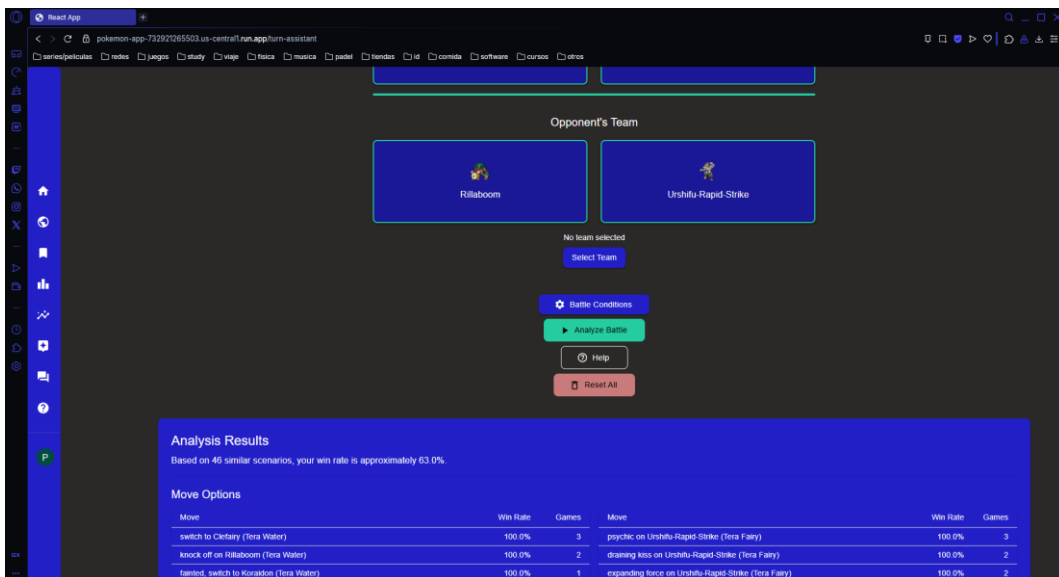 React App
pokemon-app-732921265503.us-central1.run.app/turn-assistant
series/peliculas redes juegos study viaje fisica musica padel tiendas id comida software cursos otros
Opponent's Team
Rillaboom Urshifu-Rapid-Strike
No team selected
Select Team
Battle Conditions
Analyze Battle
Help
Reset All
P
Analysis Results
Based on 46 similar scenarios, your win rate is approximately 63.0%.
Move Options
Move Win Rate Games Move Win Rate Games
switch to Clefairy (Tera Water) 100.0% 3 psychic on Urshifu-Rapid-Strike (Tera Fairy) 100.0% 3
knock off on Rillaboom (Tera Water) 100.0% 2 draining kiss on Urshifu-Rapid-Strike (Tera Fairy) 100.0% 2
fainted, switch to Koraidon (Tera Water) 100.0% 1 expanding force on Urshifu-Rapid-Strike (Tera Fairy) 100.0% 2
GX